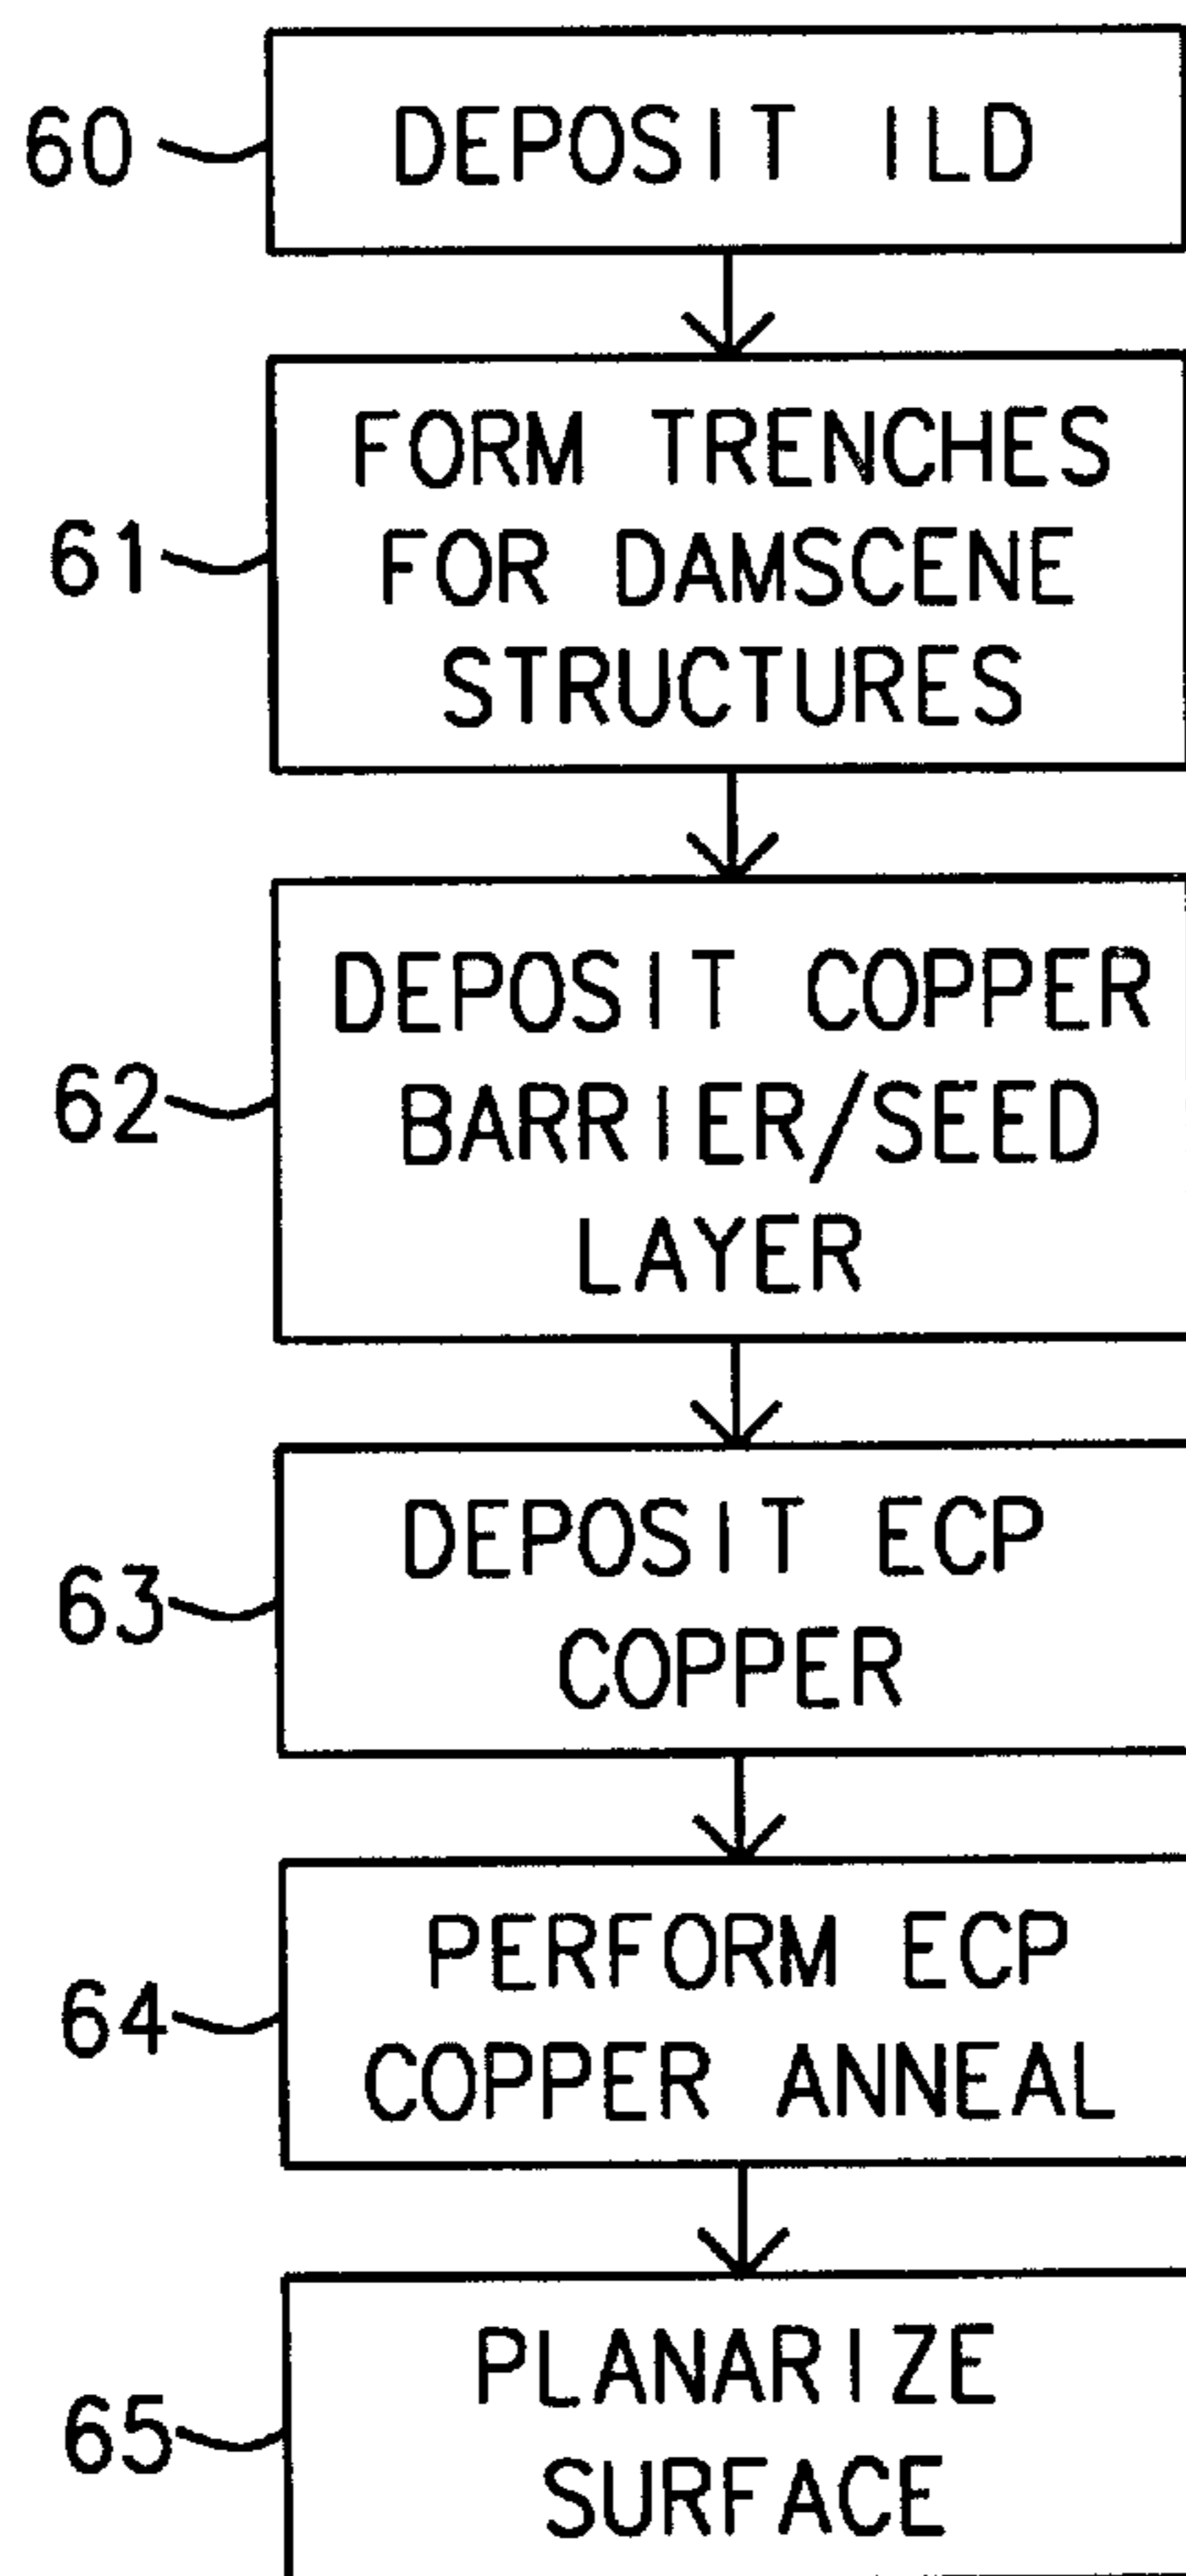 60
DEPOSIT ILD
61
FORM TRENCHES
FOR DAMSCENE
STRUCTURES
62
DEPOSIT COPPER
BARRIER/SEED
LAYER
63
DEPOSIT ECP
COPPER
64
PERFORM ECP
COPPER ANNEAL
65
PLANARIZE
SURFACE